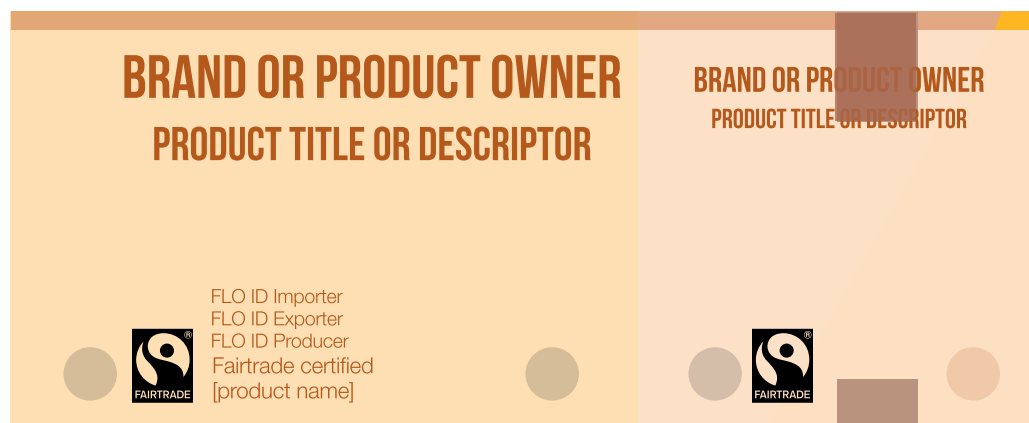 BRAND OR PRODUCT OWNER
PRODUCT TITLE OR DESCRIPTOR
FLO ID Importer
FLO ID Exporter
FLO ID Producer
Fairtrade certified
[product name]
®
FAIRTRADE
BRAND OR PRODUCT OWNER
PRODUCT TITLE OR DESCRIPTOR
®
FAIRTRADE